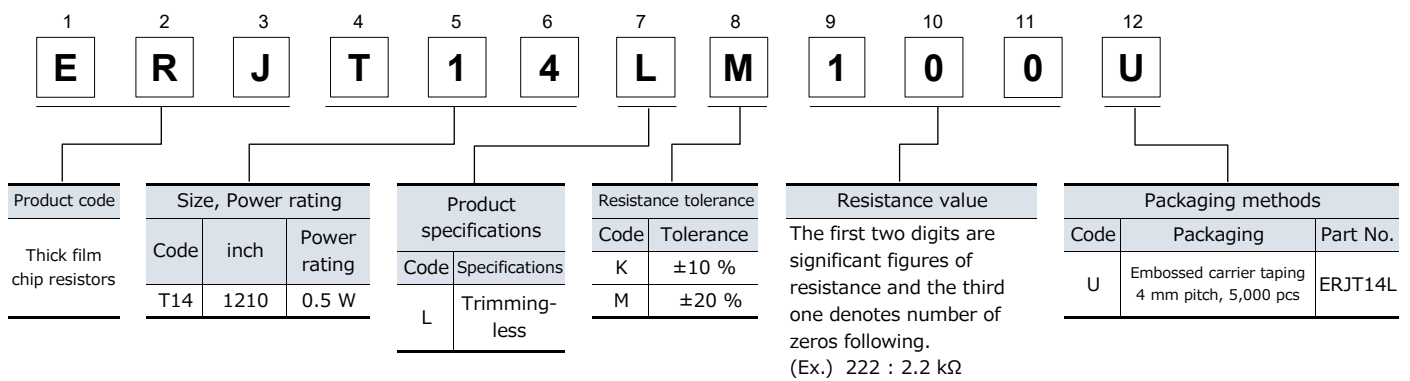 1 2 3 4 5 6 7 8 9 10 11 12
E R J T 1 4 L M 1 0 0 U
Product code
Thick film
chip resistors
Size, Power rating
Code inch Power
rating
T14 1210 0.5 W
Product
specifications
Code Specifications
L Trimming-
less
Resistance tolerance
Code Tolerance
K ±10 %
M ±20 %
Resistance value
The first two digits are
significant figures of
resistance and the third
one denotes number of
zeros following.
(Ex.) 222 : 2.2 kΩ
Packaging methods
Code Packaging Part No.
U Embossed carrier taping
4 mm pitch, 5,000 pcs ERJT14L